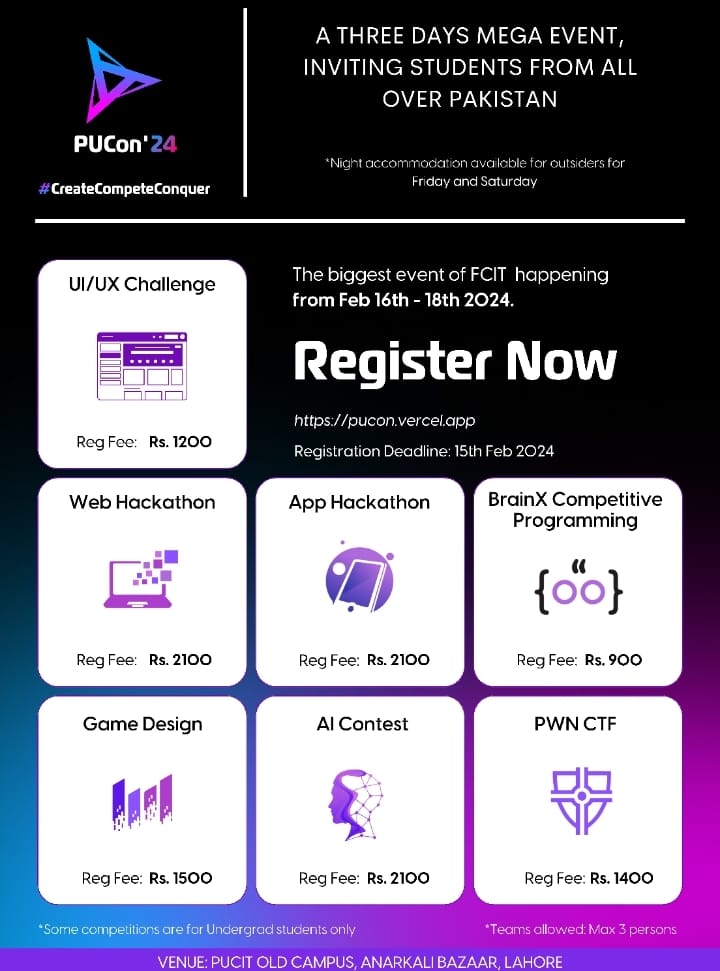 PUCon'24
#CreateCompeteConquer
A THREE DAYS MEGA EVENT,
INVITING STUDENTS FROM ALL
OVER PAKISTAN
*Night accommodation available for outsiders for
Friday and Saturday
UI/UX Challenge
Reg Fee: Rs. 1200
The biggest event of FCIT happening
from Feb 16th - 18th 2024.
Register Now
https://pucon.vercel.app
Registration Deadline: 15th Feb 2024
Web Hackathon
Reg Fee: Rs. 2100
App Hackathon
Reg Fee: Rs. 2100
BrainX Competitive
Programming
Reg Fee: Rs. 900
Game Design
Reg Fee: Rs. 1500
AI Contest
Reg Fee: Rs. 2100
PWN CTF
Reg Fee: Rs. 1400
*Some competitions are for Undergrad students only
*Teams allowed: Max 3 persons
VENUE: PUCIT OLD CAMPUS, ANARKALI BAZAAR, LAHORE